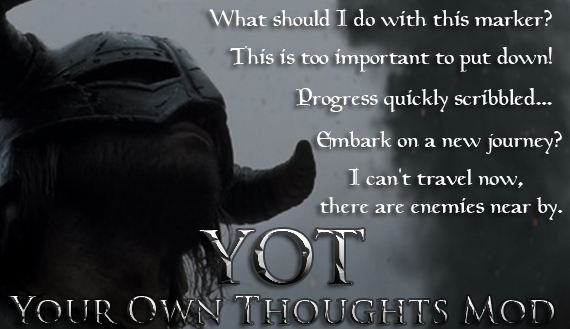 What should I do with this marker?
This is too important to put down!
Progress quickly scribbled...
Embark on a new journey?
I can't travel now,
there are enemies near by.
YOT
YOUR OWN THOUGHTS MOD